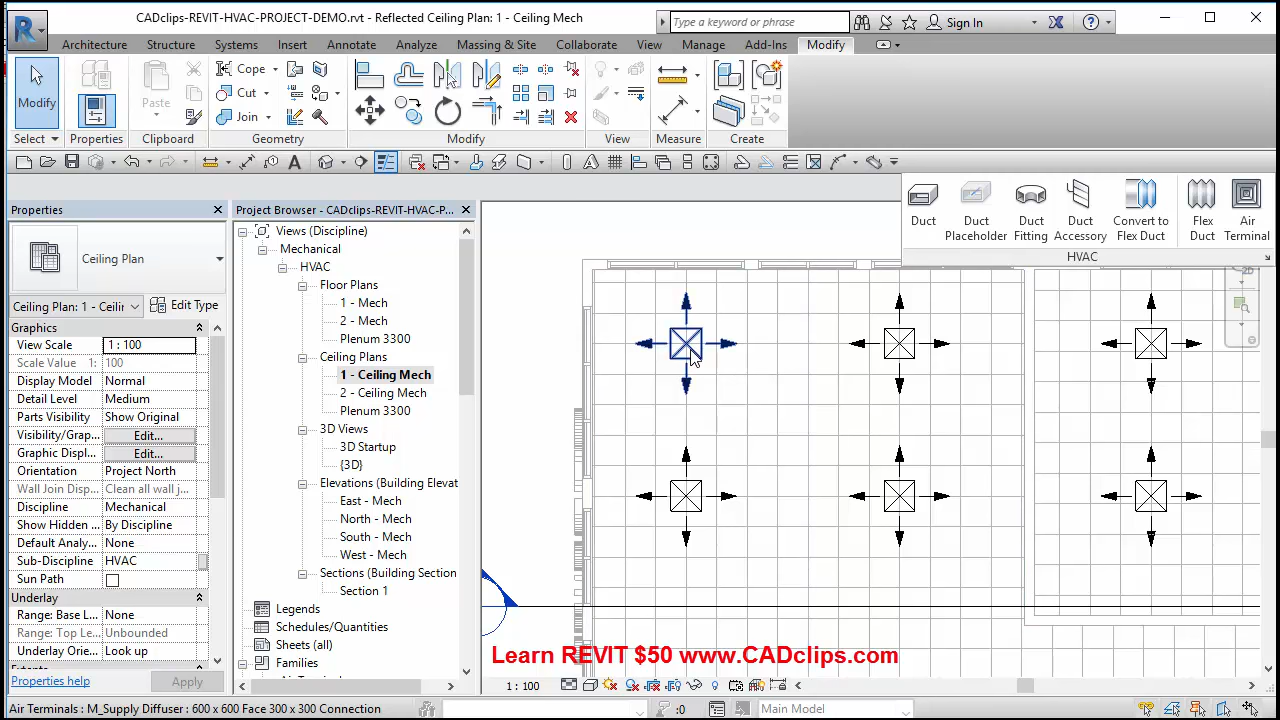 CADclips-REVIT-HVAC-PROJECT-DEMO.rvt - Reflected Ceiling Plan: 1 - Ceiling Mech
Type a keyword or phrase
Sign In
Architecture Structure Systems Insert Annotate Analyze Massing & Site Collaborate View Manage Add-Ins Modify
Modify
Paste
Cope
Cut
Join
Select Properties Clipboard Geometry Modify View Measure Create
Duct
Duct Placeholder
Duct Fitting
Duct Accessory
Convert to Flex Duct
Flex Duct
Air Terminal
HVAC
Properties
Ceiling Plan
Ceiling Plan: 1 - Ceilir
Edit Type
Graphics
View Scale 1 : 100
Scale Value 1: 100
Display Model Normal
Detail Level Medium
Parts Visibility Show Original
Visibility/Grap... Edit...
Graphic Displ... Edit...
Orientation Project North
Wall Join Disp... Clean all wall j...
Discipline Mechanical
Show Hidden ... By Discipline
Default Analy... None
Sub-Discipline HVAC
Sun Path
Underlay
Range: Base L... None
Range: Top Le... Unbounded
Underlay Orie... Look up
Properties help
Apply
Project Browser - CADclips-REVIT-HVAC-P...
Views (Discipline)
Mechanical
HVAC
Floor Plans
1 - Mech
2 - Mech
Plenum 3300
Ceiling Plans
1 - Ceiling Mech
2 - Ceiling Mech
Plenum 3300
3D Views
3D Startup
{3D}
Elevations (Building Elevat
East - Mech
North - Mech
South - Mech
West - Mech
Sections (Building Section
Section 1
Legends
Schedules/Quantities
Sheets (all)
Families
Learn REVIT $50 www.CADclips.com
1 : 100
Air Terminals : M_Supply Diffuser : 600 x 600 Face 300 x 300 Connection
:0
Main Model